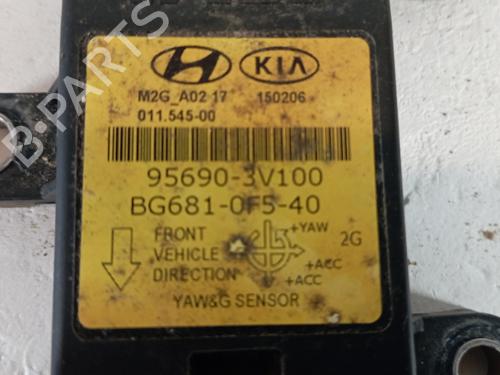 B-PARTS
KIA
M2G_A02 17 150206
011.545-00
95690-3V100
BG681-0F5-40
FRONT
VEHICLE
DIRECTION
+YAW
2G
+ACC
+ACC
YAW&G SENSOR